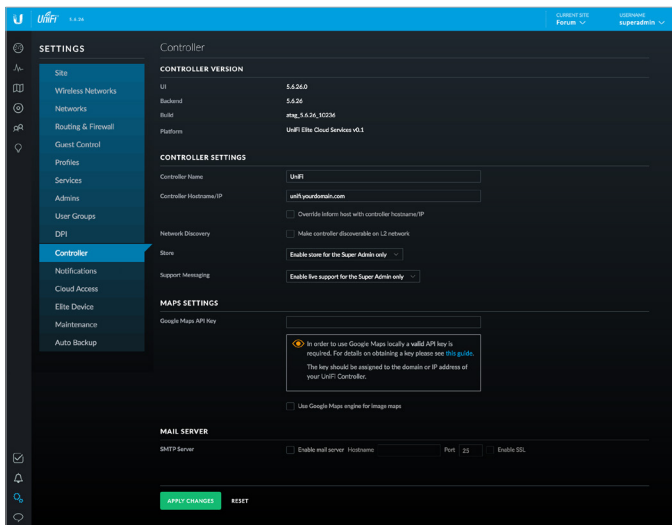 UniFi 5.6.26
CURRENT SITE
Forum
USERNAME
superadmin
SETTINGS
Site
Wireless Networks
Networks
Routing & Firewall
Guest Control
Profiles
Services
Admins
User Groups
DPI
Controller
Notifications
Cloud Access
Elite Device
Maintenance
Auto Backup
Controller
CONTROLLER VERSION
UI 5.6.26.0
Backend 5.6.26
Build atag_5.6.26_10236
Platform UniFi Elite Cloud Services v0.1
CONTROLLER SETTINGS
Controller Name UniFi
Controller Hostname/IP unifi.yourdomain.com
Override inform host with controller hostname/IP
Network Discovery Make controller discoverable on L2 network
Store Enable store for the Super Admin only
Support Messaging Enable live support for the Super Admin only
MAPS SETTINGS
Google Maps API Key
In order to use Google Maps locally a valid API key is
required. For details on obtaining a key please see this guide.
The key should be assigned to the domain or IP address of
your UniFi Controller.
Use Google Maps engine for Image maps
MAIL SERVER
SMTP Server Enable mail server Hostname Port 25 Enable SSL
APPLY CHANGES RESET